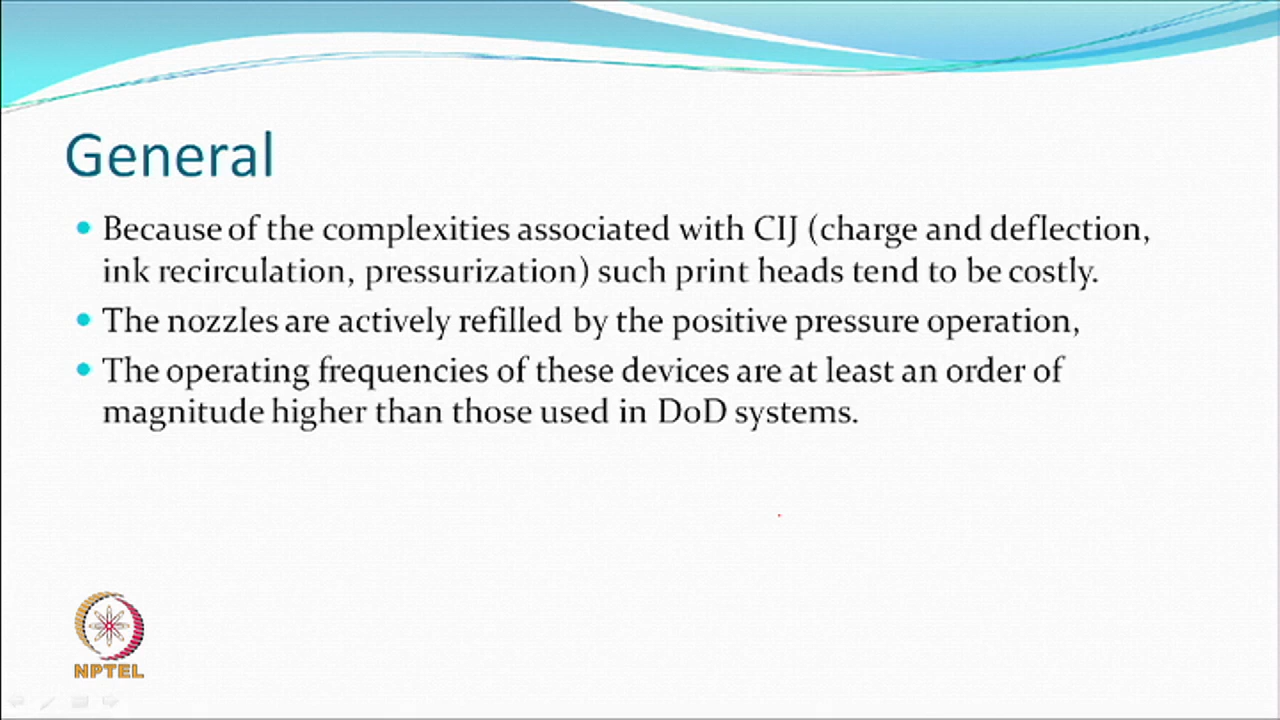 General
Because of the complexities associated with CIJ (charge and deflection,
ink recirculation, pressurization) such print heads tend to be costly.
The nozzles are actively refilled by the positive pressure operation,
The operating frequencies of these devices are at least an order of
magnitude higher than those used in DoD systems.
NPTEL